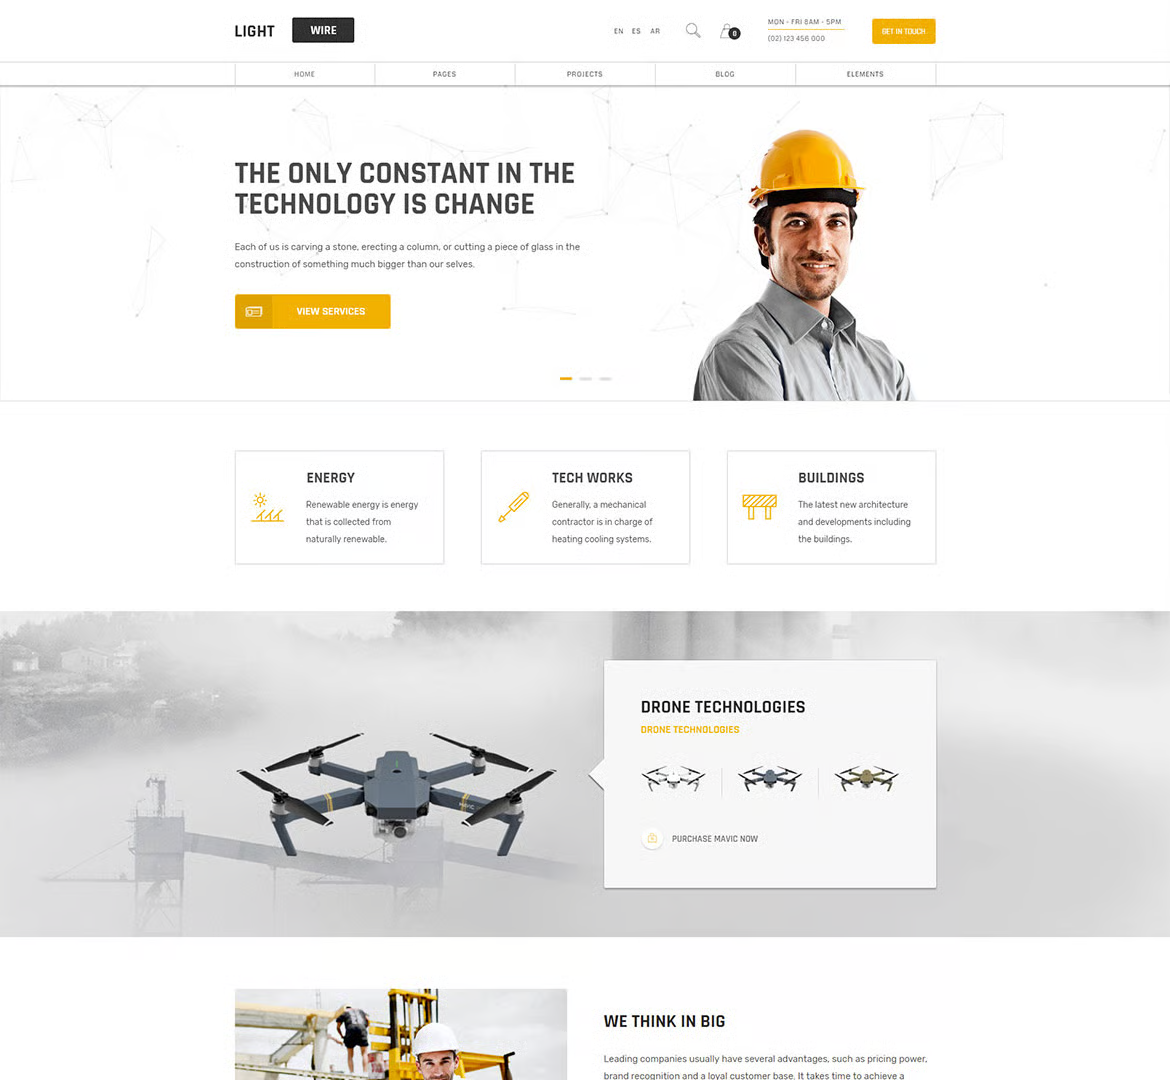 LIGHT WIRE
EN ES AR
0
MON - FRI 8AM - 5PM
(02) 123 456 000
GET IN TOUCH
HOME PAGES PROJECTS BLOG ELEMENTS
THE ONLY CONSTANT IN THE
TECHNOLOGY IS CHANGE
Each of us is carving a stone, erecting a column, or cutting a piece of glass in the
construction of something much bigger than our selves.
VIEW SERVICES
ENERGY
Renewable energy is energy
that is collected from
naturally renewable.
TECH WORKS
Generally, a mechanical
contractor is in charge of
heating cooling systems.
BUILDINGS
The latest new architecture
and developments including
the buildings.
MAVIC
DRONE TECHNOLOGIES
DRONE TECHNOLOGIES
PURCHASE MAVIC NOW
WE THINK IN BIG
Leading companies usually have several advantages, such as pricing power,
brand recognition and a loyal customer base. It takes time to achieve a